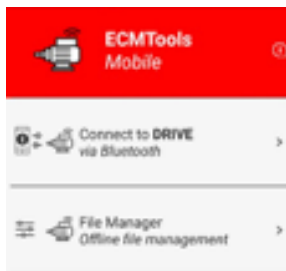 ECMTools
Mobile
Connect to DRIVE
via Bluetooth
File Manager
Offline file management